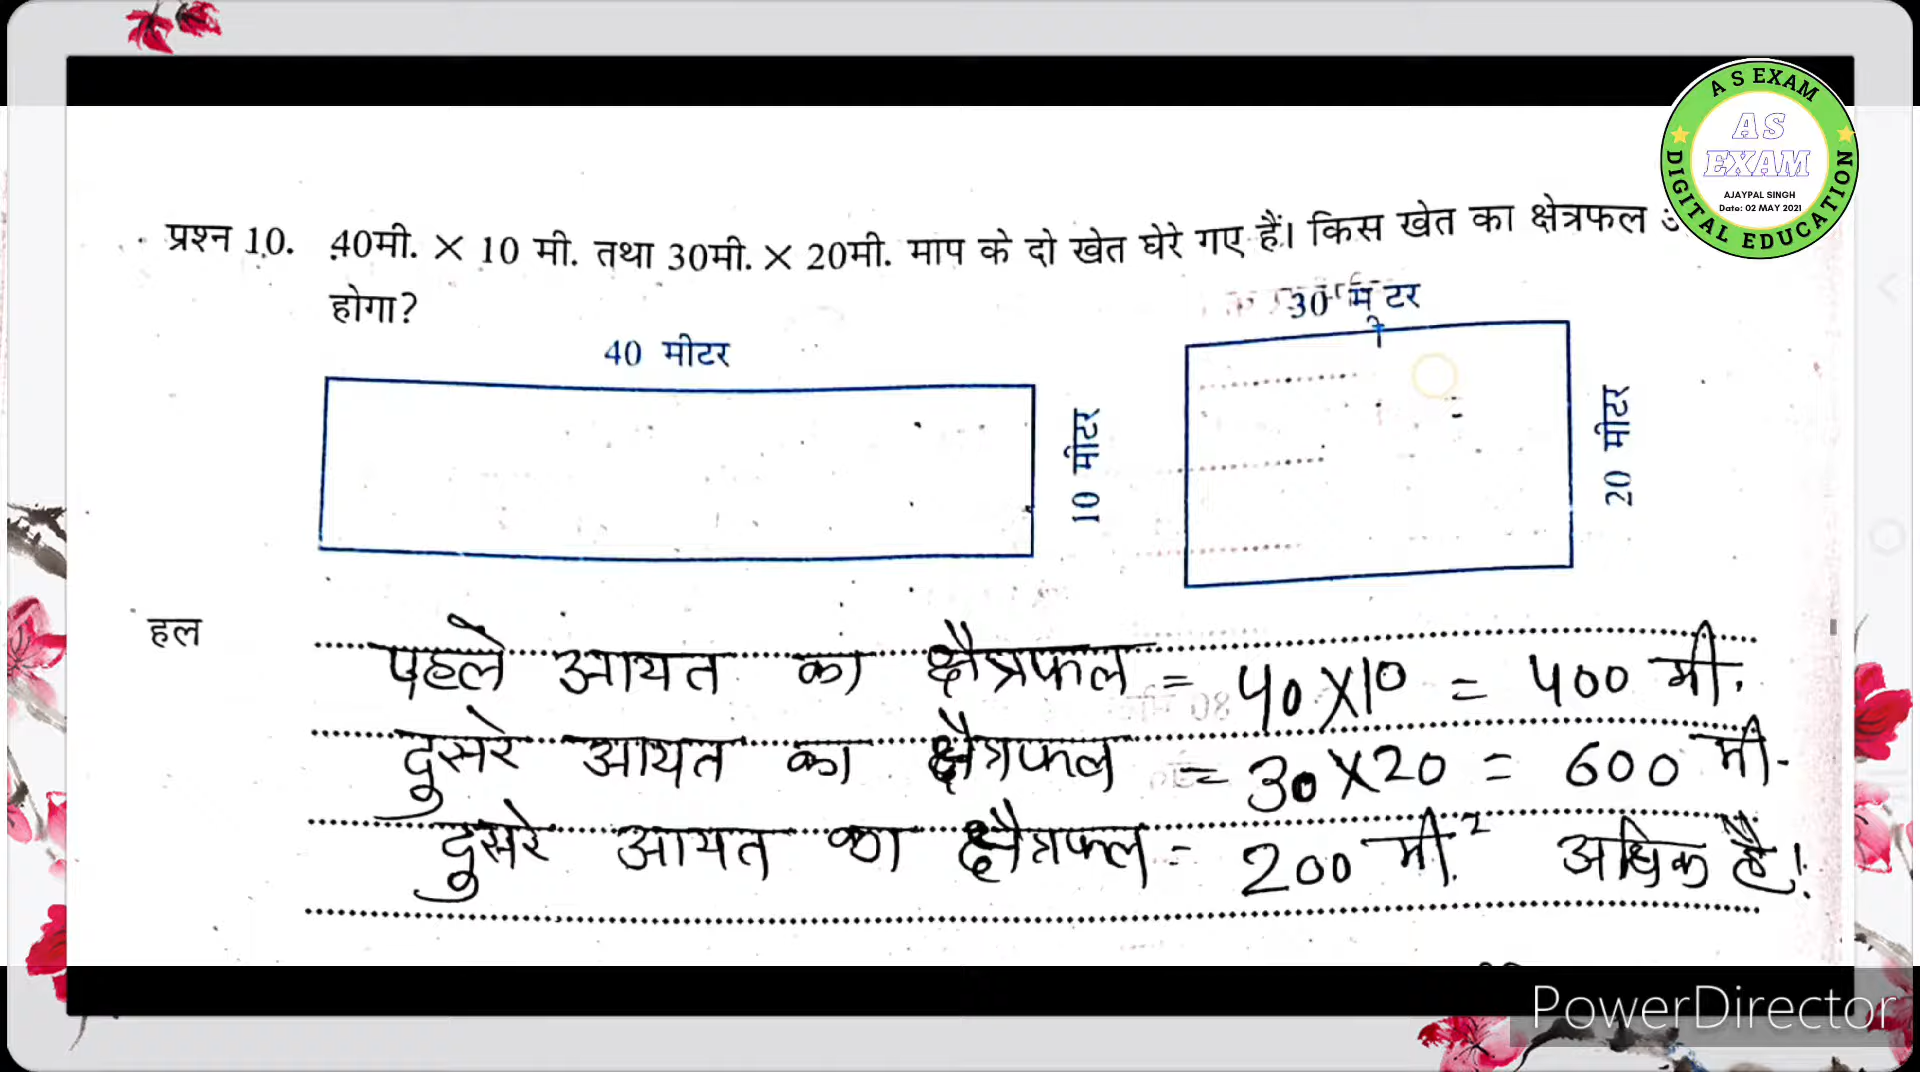 A S EXAM
AS
EXAM
AJAYPAL SINGH
Date: 02 MAY 2021
DIGITAL EDUCATION
प्रश्न 10. 40मी. × 10 मी. तथा 30मी. × 20मी. माप के दो खेत घेरे गए हैं। किस खेत का क्षेत्रफल
होगा?
40 मीटर
10 मीटर
30 मीटर
20 मीटर
हल
पहले आयत का क्षैत्रफल = 40 X 10 = 400 मी.
दुसरे आयत का क्षैत्रफल = 30 X 20 = 600 मी.
दुसरे आयत का क्षैत्रफल = 200 मी.² अधिक है।
PowerDirector